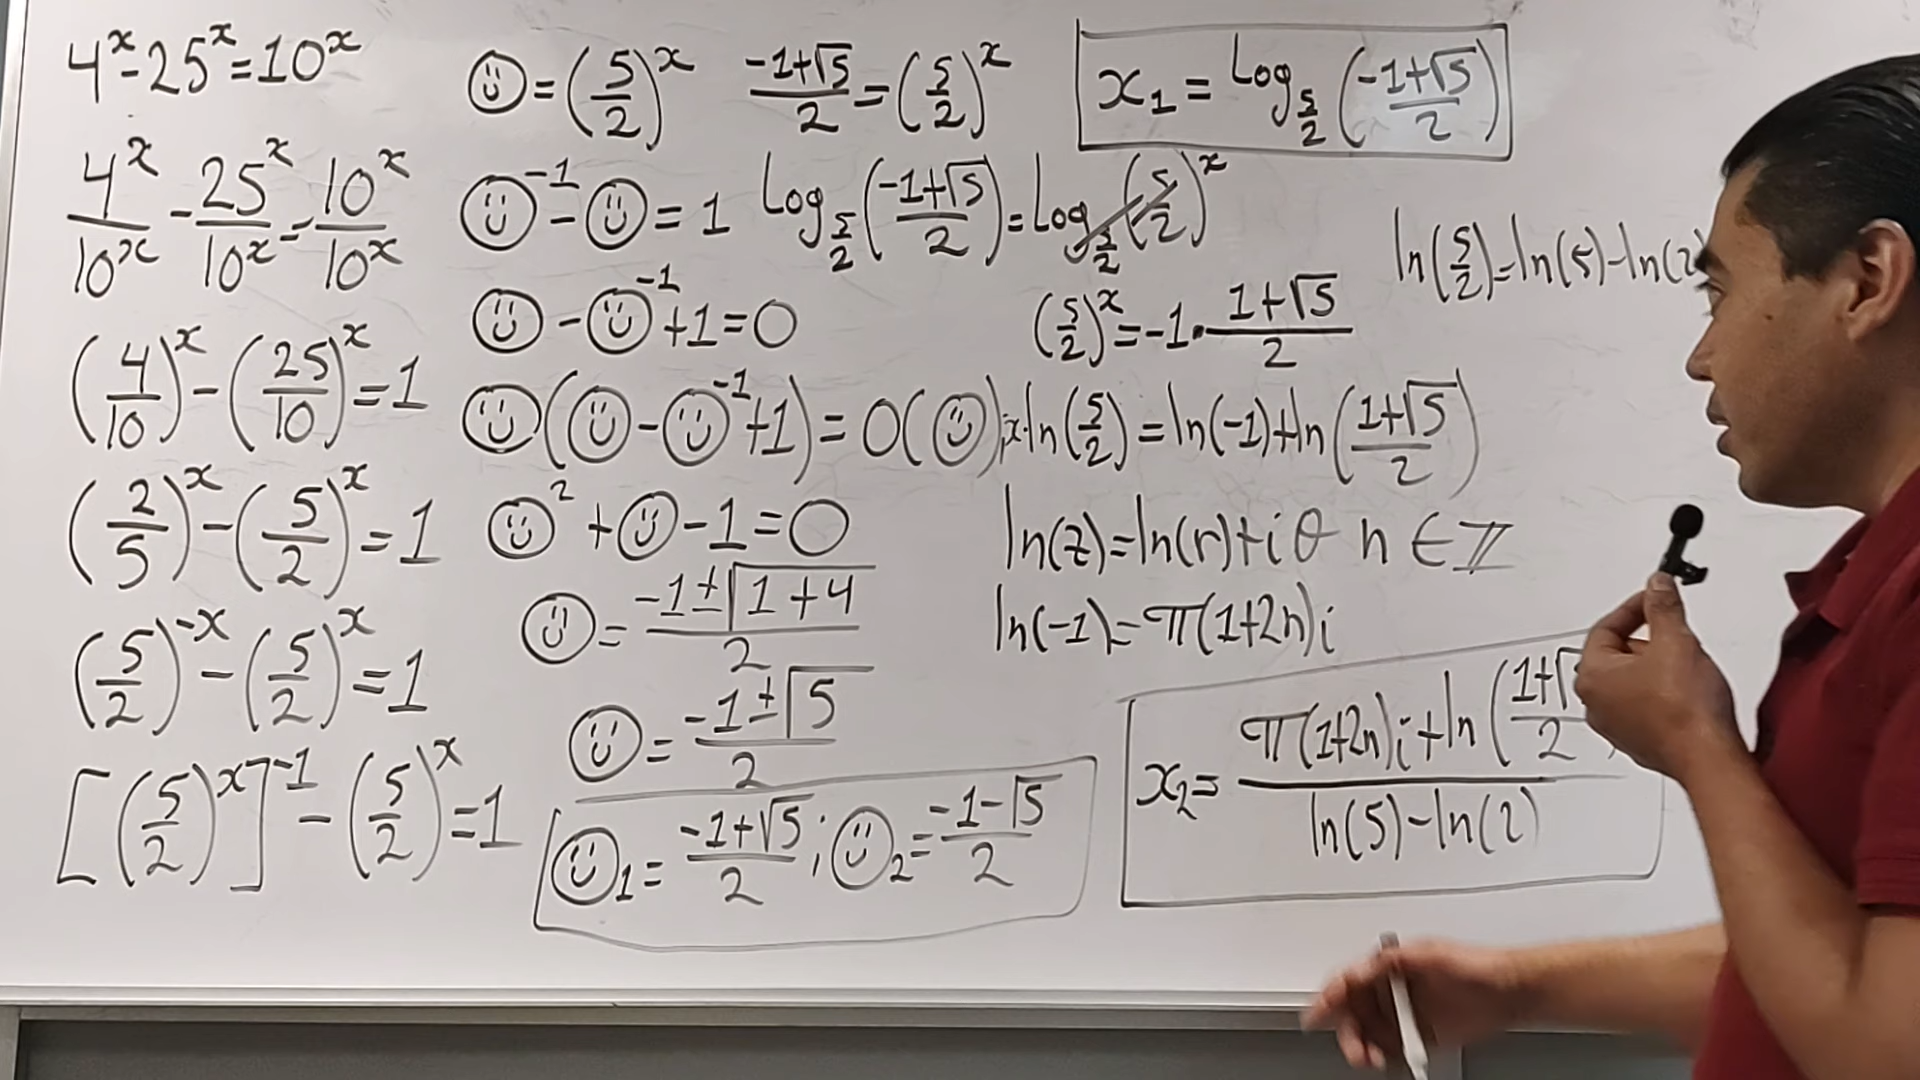 4^x - 25^x = 10^x
4^x/10^x - 25^x/10^x = 10^x/10^x
(4/10)^x - (25/10)^x = 1
(2/5)^x - (5/2)^x = 1
(5/2)^-x - (5/2)^x = 1
[(5/2)^x]^-1 - (5/2)^x = 1
☺ = (5/2)^x
☺^-1 - ☺ = 1
☺ - ☺^-1 + 1 = 0
☺(☺ - ☺^-1 + 1) = 0(☺);
☺^2 + ☺ - 1 = 0
☺ = (-1±√(1+4))/2
☺ = (-1±√5)/2
☺1 = (-1+√5)/2 ; ☺2 = (-1-√5)/2
(-1+√5)/2 = (5/2)^x
Log_5/2 ((-1+√5)/2) = Log_5/2 (5/2)^x
x1 = Log_5/2 ((-1+√5)/2)
ln(5/2) = ln(5) - ln(2
(5/2)^x = -1 · (1+√5)/2
x·ln(5/2) = ln(-1) + ln((1+√5)/2)
ln(z) = ln(r) + iθ n ∈ ℤ
ln(-1) = π(1+2n)i
x2 = (π(1+2n)i + ln((1+√5)/2))/(ln(5) - ln(2))